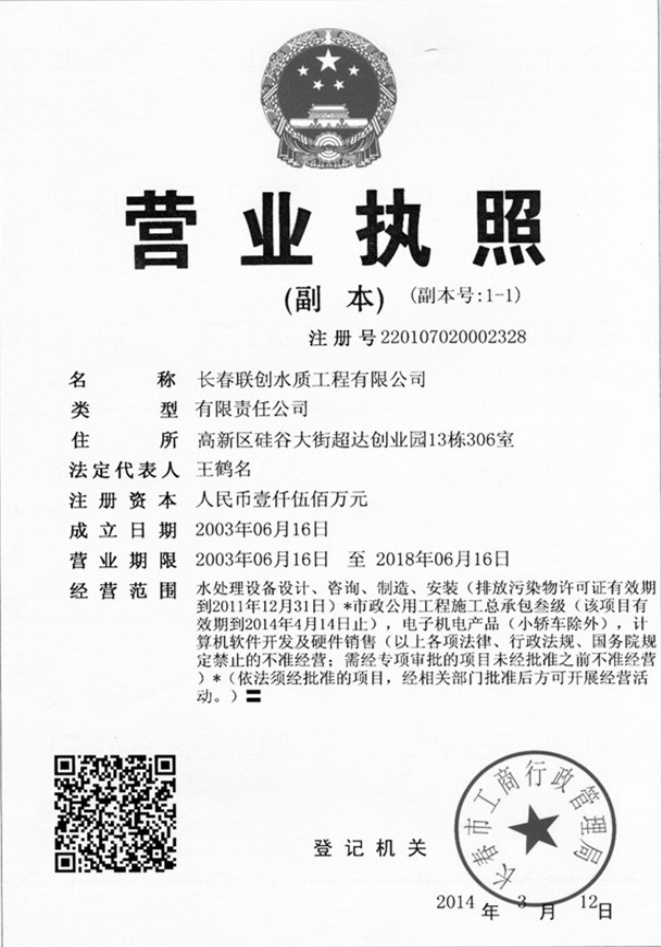 营业执照
(副 本) (副本号:1-1)
注册号220107020002328
名 称 长春联创水质工程有限公司
类 型 有限责任公司
住 所 高新区硅谷大街超达创业园13栋306室
法定代表人 王鹤名
注册资本 人民币壹仟伍佰万元
成立日期 2003年06月16日
营业期限 2003年06月16日 至 2018年06月16日
经营范围 水处理设备设计、咨询、制造、安装（排放污染物许可证有效期
到2011年12月31日）*市政公用工程施工总承包叁级（该项目有
效期到2014年4月14日止），电子机电产品（小轿车除外），计
算机软件开发及硬件销售（以上各项法律、行政法规、国务院规
定禁止的不准经营；需经专项审批的项目未经批准之前不准经营
）*（依法须经批准的项目，经相关部门批准后方可开展经营活
动。）〓
长春市工商行政管理局
登记机关
2014 年 3 月 12 日